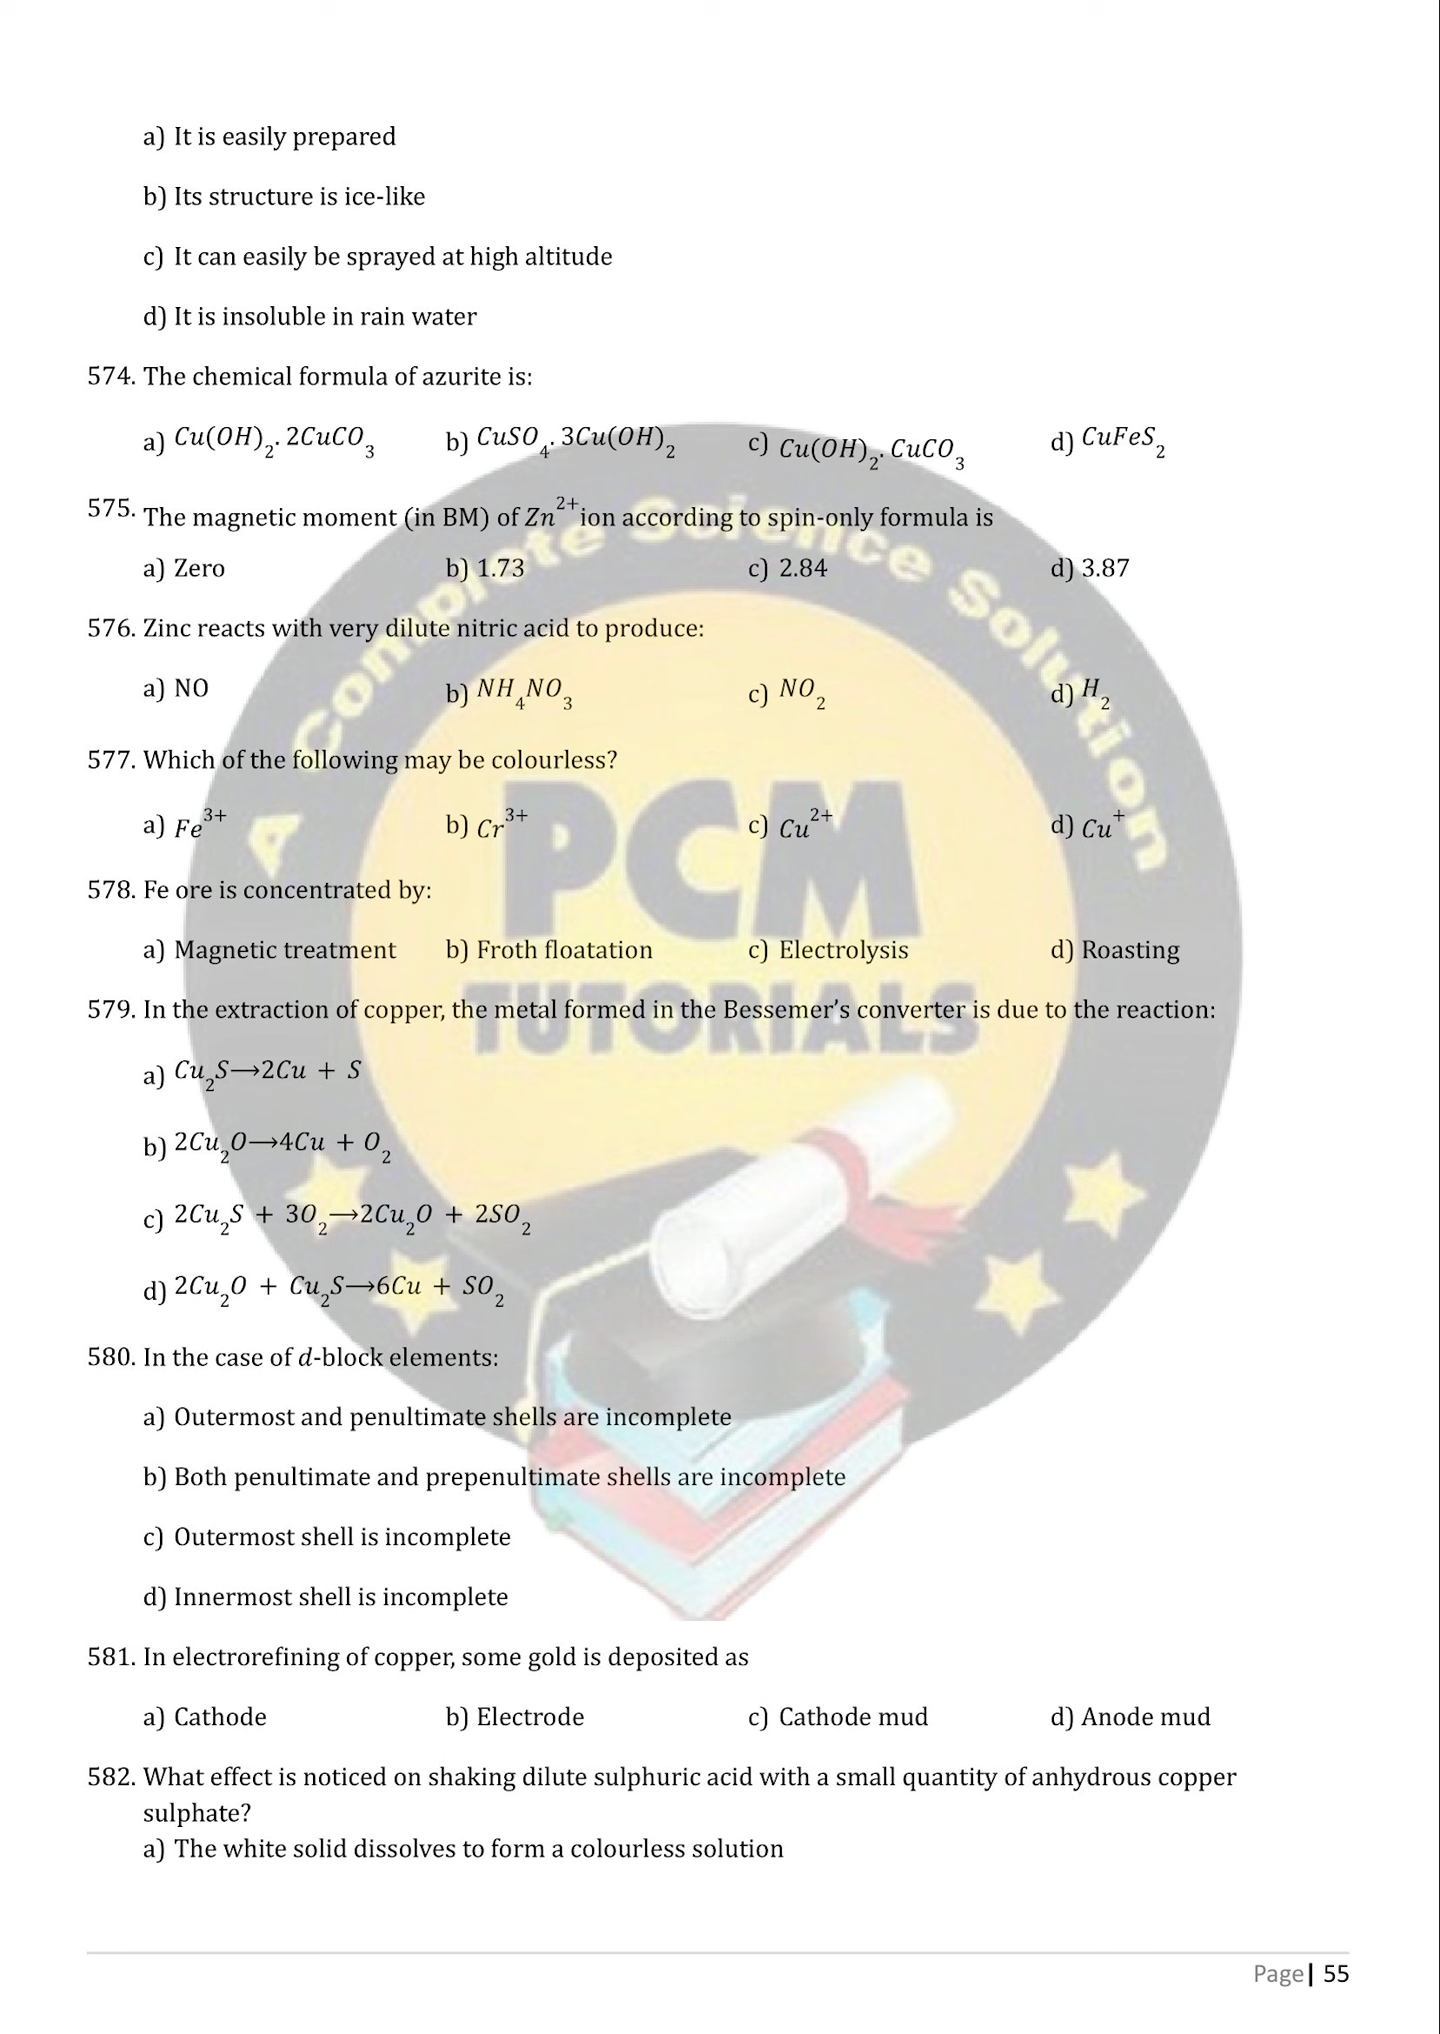 a) It is easily prepared
b) Its structure is ice-like
c) It can easily be sprayed at high altitude
d) It is insoluble in rain water
574. The chemical formula of azurite is:
a) Cu(OH)₂. 2CuCO₃ b) CuSO₄. 3Cu(OH)₂ c) Cu(OH)₂. CuCO₃ d) CuFeS₂
575. The magnetic moment (in BM) of Zn²⁺ion according to spin-only formula is
a) Zero b) 1.73 c) 2.84 d) 3.87
576. Zinc reacts with very dilute nitric acid to produce:
a) NO b) NH₄NO₃ c) NO₂ d) H₂
577. Which of the following may be colourless?
a) Fe³⁺ b) Cr³⁺ c) Cu²⁺ d) Cu⁺
578. Fe ore is concentrated by:
a) Magnetic treatment b) Froth floatation c) Electrolysis d) Roasting
579. In the extraction of copper, the metal formed in the Bessemer’s converter is due to the reaction:
a) Cu₂S⟶2Cu + S
b) 2Cu₂O⟶4Cu + O₂
c) 2Cu₂S + 3O₂⟶2Cu₂O + 2SO₂
d) 2Cu₂O + Cu₂S⟶6Cu + SO₂
580. In the case of d-block elements:
a) Outermost and penultimate shells are incomplete
b) Both penultimate and prepenultimate shells are incomplete
c) Outermost shell is incomplete
d) Innermost shell is incomplete
581. In electrorefining of copper, some gold is deposited as
a) Cathode b) Electrode c) Cathode mud d) Anode mud
582. What effect is noticed on shaking dilute sulphuric acid with a small quantity of anhydrous copper
sulphate?
a) The white solid dissolves to form a colourless solution
Page| 55
A Complete Science Solution
PCM
TUTORIALS